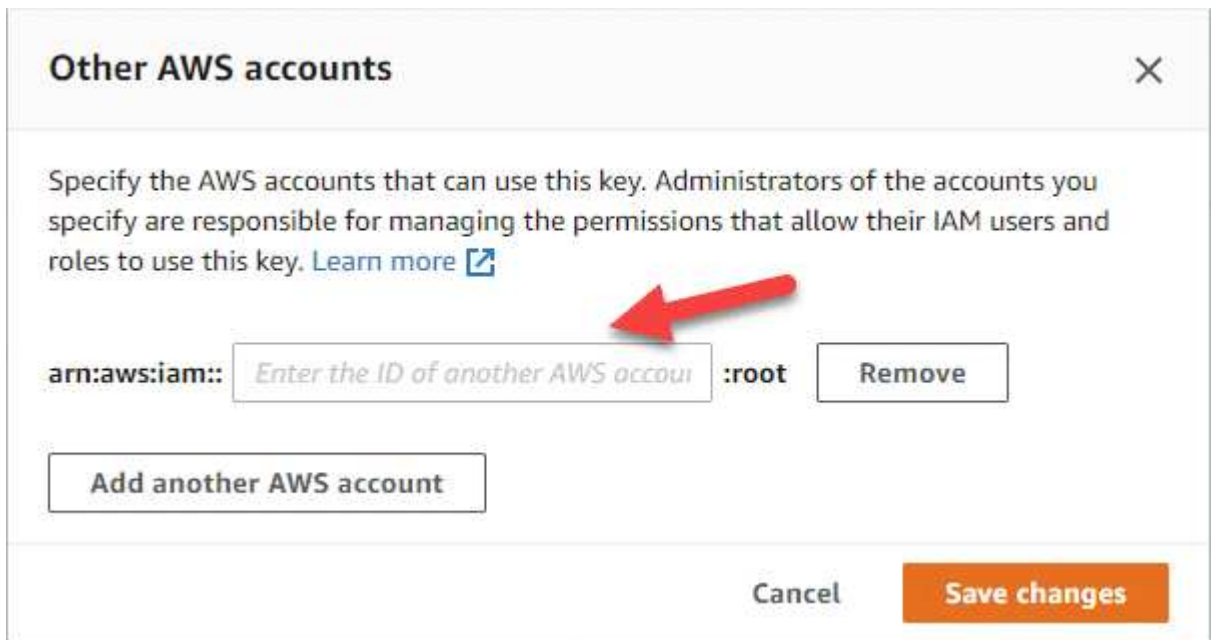 Other AWS accounts
Specify the AWS accounts that can use this key. Administrators of the accounts you
specify are responsible for managing the permissions that allow their IAM users and
roles to use this key. Learn more
arn:aws:iam:: Enter the ID of another AWS accou :root Remove
Add another AWS account
Cancel Save changes